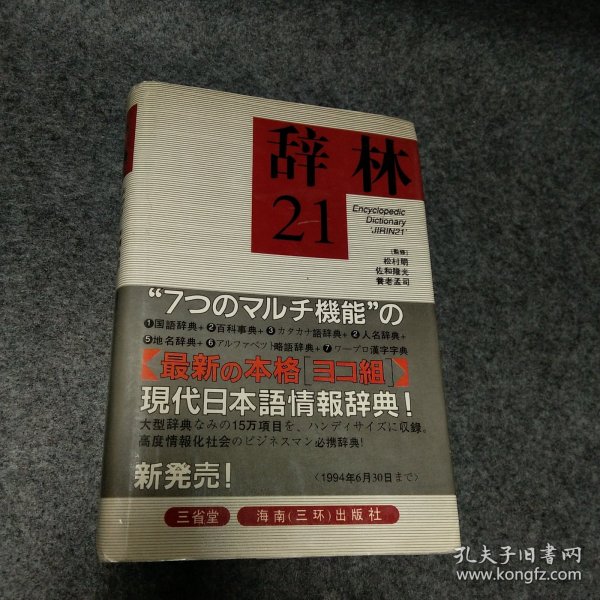 辞林
21
Encyclopedic
Dictionary
'JIRIN21'
[監修]
松村明
佐和隆光
養老孟司
“7つのマルチ機能”の
❶国語辞典+❷百科事典+❸カタカナ語辞典+❷人名辞典+
❺地名辞典+❻アルファベット略語辞典+❼ワープロ漢字字典
【最新の本格[ヨコ組]】
現代日本語情報辞典!
大型辞典なみの15万項目を、ハンディサイズに収録。
高度情報化社会のビジネスマン必携辞典!
新発売!
〈1994年6月30日まで〉
三省堂
海南(三环)出版社
孔夫子旧书网
www.kongfz.com